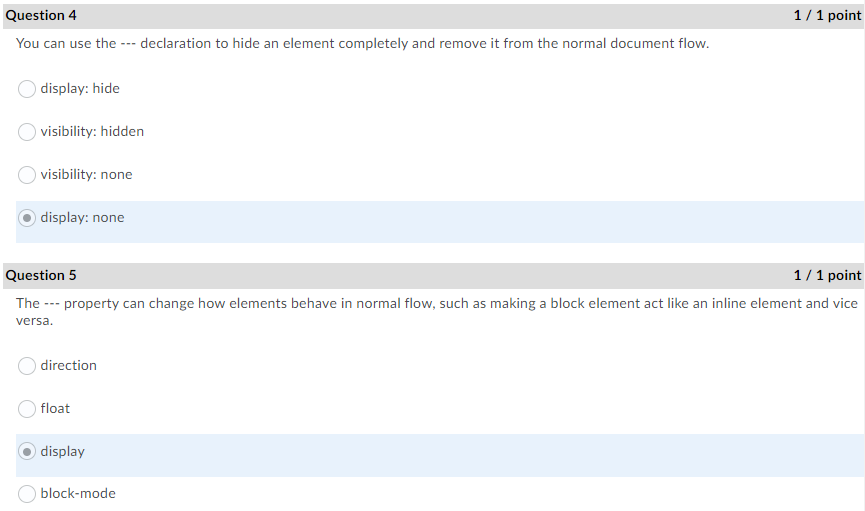 Question 4 1 / 1 point
You can use the --- declaration to hide an element completely and remove it from the normal document flow.
display: hide
visibility: hidden
visibility: none
display: none
Question 5 1 / 1 point
The --- property can change how elements behave in normal flow, such as making a block element act like an inline element and vice
versa.
direction
float
display
block-mode